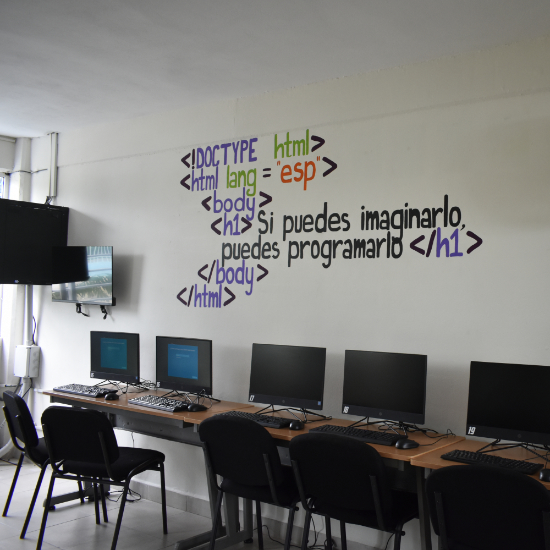 <!DOCTYPE html>
<html lang = "esp">
<body>
<h1> Si puedes imaginarlo,
puedes programarlo </h1>
</body>
</html>